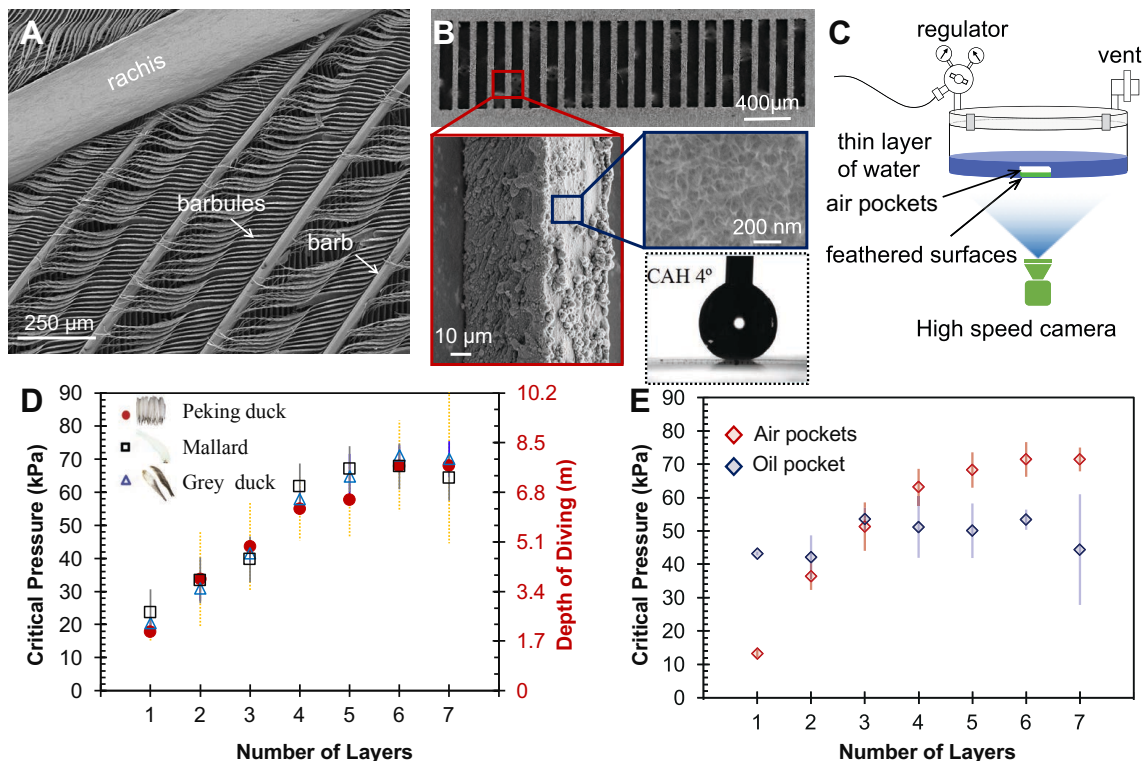 A
rachis
barbules
barb
250 µm
B
400µm
10 µm
200 nm
CAH 4º
C
regulator
vent
thin layer
of water
air pockets
feathered surfaces
High speed camera
D
Peking duck
Mallard
Grey duck
Critical Pressure (kPa)
90
80
70
60
50
40
30
20
10
0
10.2
8.5
6.8
5.1
3.4
1.7
0
Depth of Diving (m)
1 2 3 4 5 6 7
Number of Layers
E
Air pockets
Oil pocket
Critical Pressure (kPa)
90
80
70
60
50
40
30
20
10
0
1 2 3 4 5 6 7
Number of Layers